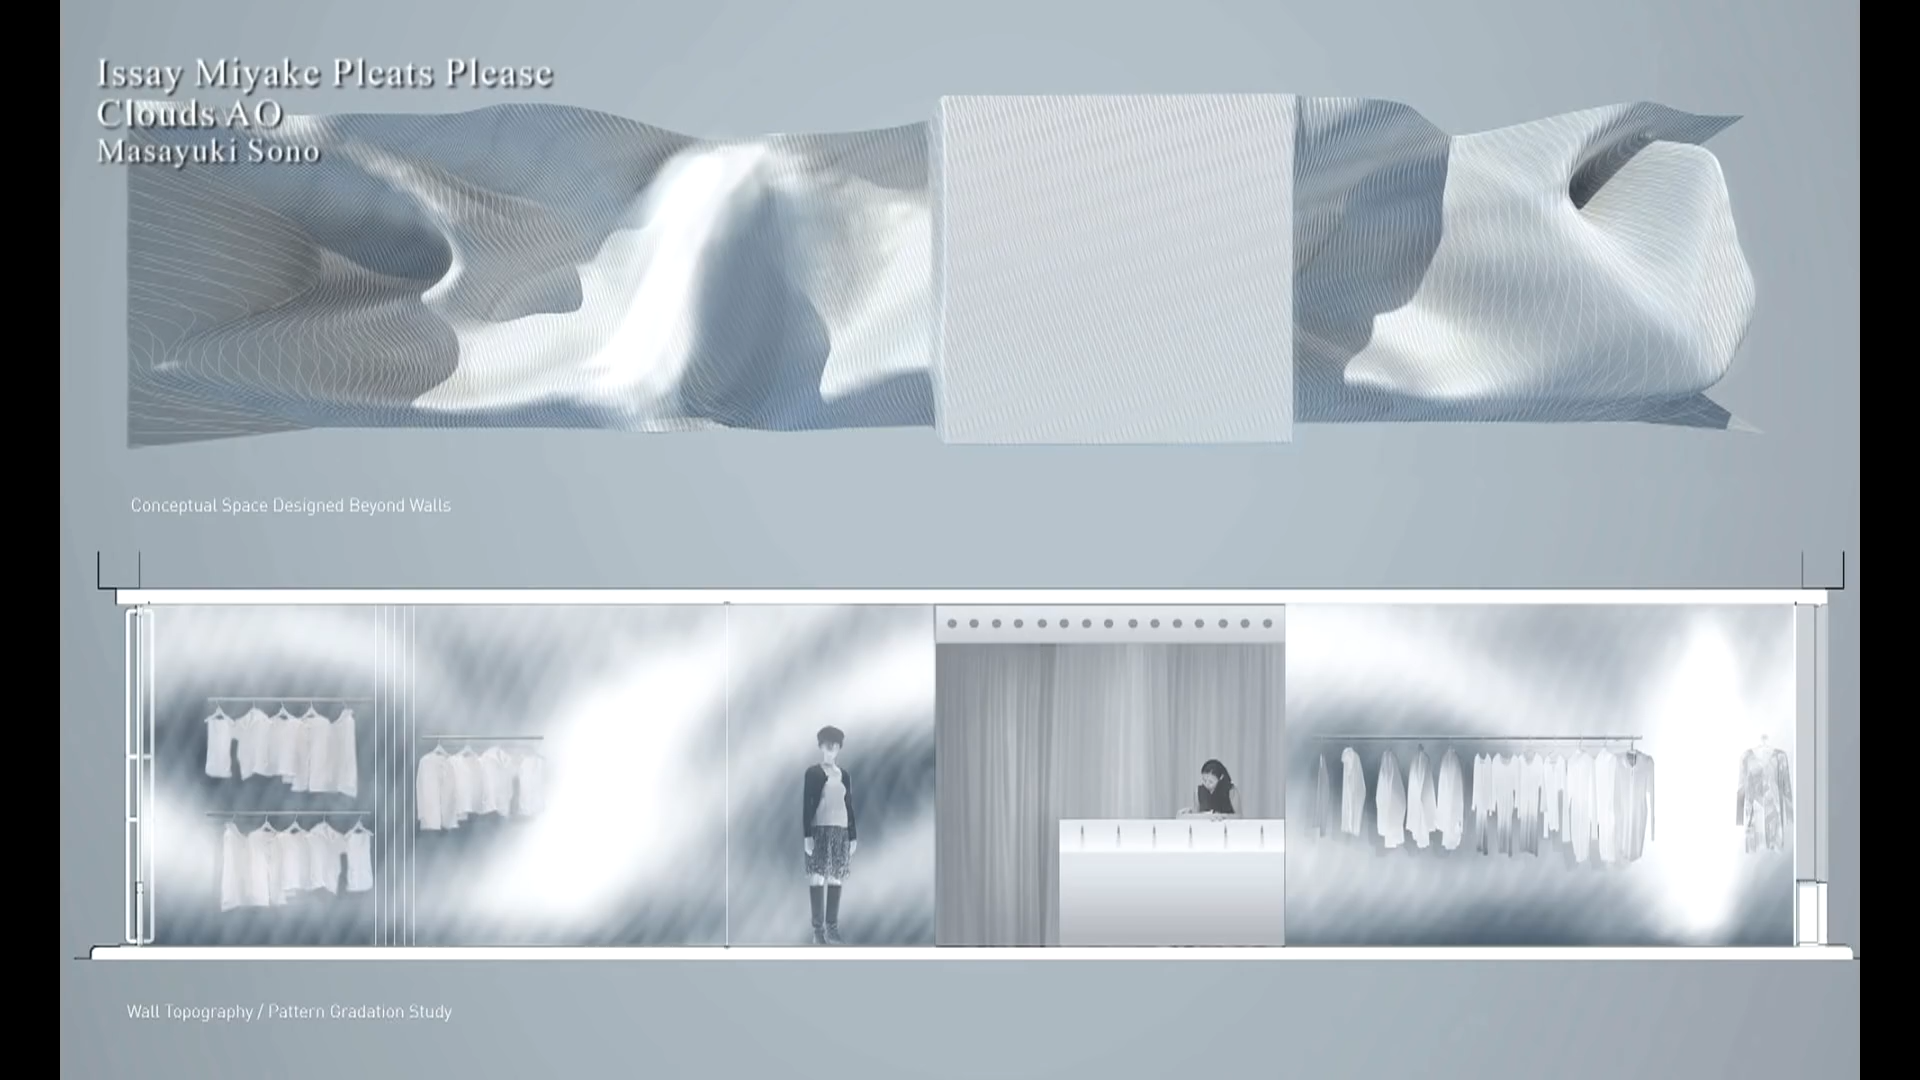 Issay Miyake Pleats Please
Clouds AO
Masayuki Sono
Conceptual Space Designed Beyond Walls
Wall Topography / Pattern Gradation Study